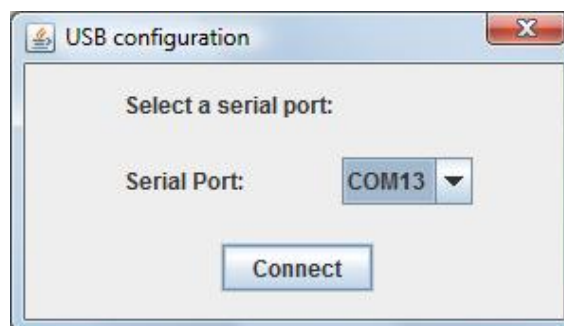 USB configuration
Select a serial port:
Serial Port: COM13
Connect